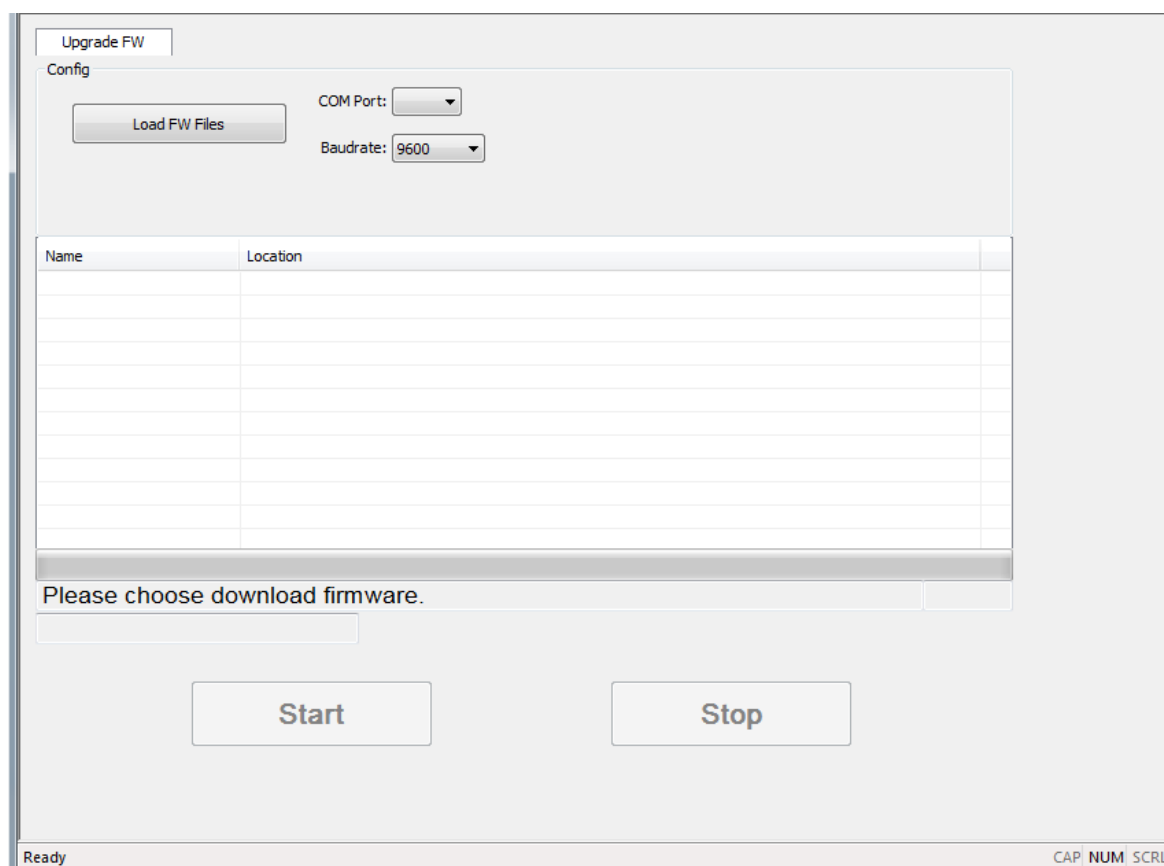 Upgrade FW
Config
Load FW Files
COM Port:
Baudrate: 9600
Name Location
Please choose download firmware.
Start Stop
Ready CAP NUM